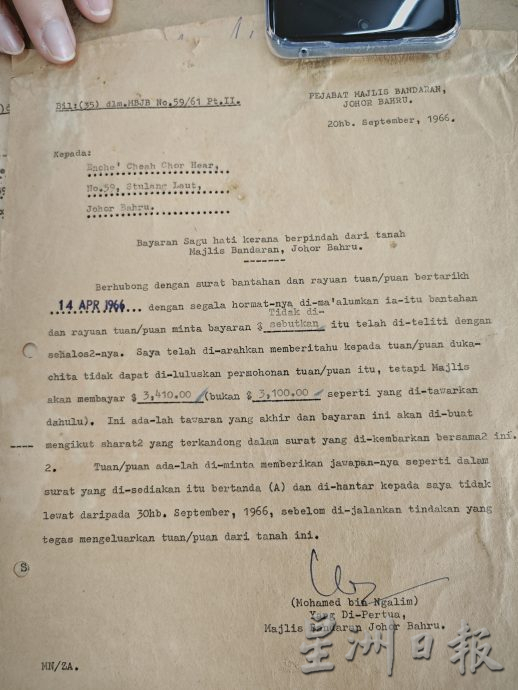 Bil:(35) dlm.MBJB No.59/61 Pt.II.
PEJABAT MAJLIS BANDARAN,
JOHOR BAHRU.
20hb. September, 1966.
Kepada:
Enche' Cheah Chor Hear,
No.59, Stulang Laut,
Johor Bahru.
Bayaran Sagu hati kerana berpindah dari tanah
Majlis Bandaran, Johor Bahru.
Berhubong dengan surat bantahan dan rayuan tuan/puan bertarikh
14 APR 1966... dengan segala hormat-nya di-ma'alumkan ia-itu bantahan
Tidak di-
dan rayuan tuan/puan minta bayaran $ sebutkan itu telah di-teliti dengan
sehalos2-nya. Saya telah di-arahkan memberitahu kepada tuan/puan duka-
chita tidak dapat di-luluskan permohonan tuan/puan itu, tetapi Majlis
akan membayar $ 3,410.00 (bukan $ 3,100.00 seperti yang di-tawarkan
dahulu). Ini ada-lah tawaran yang akhir dan bayaran ini akan di-buat
mengikut sharat2 yang terkandong dalam surat yang di-kembarkan bersama2 ini.
2. Tuan/puan ada-lah di-minta memberikan jawapan-nya seperti dalam
surat yang di-sediakan itu bertanda (A) dan di-hantar kepada saya tidak
lewat daripada 30hb. September, 1966, sebelom di-jalankan tindakan yang
tegas mengeluarkan tuan/puan dari tanah ini.
(Mohamed bin Ngalim)
Yang Di-Pertua,
Majlis Bandaran Johor Bahru.
MN/ZA.
星洲日報